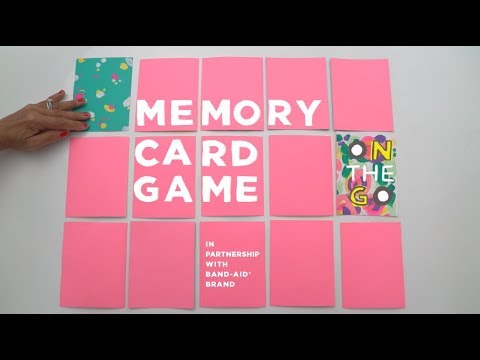 MEMORY
CARD
GAME
ON
THE
GO
IN
PARTNERSHIP
WITH
BAND-AID®
BRAND